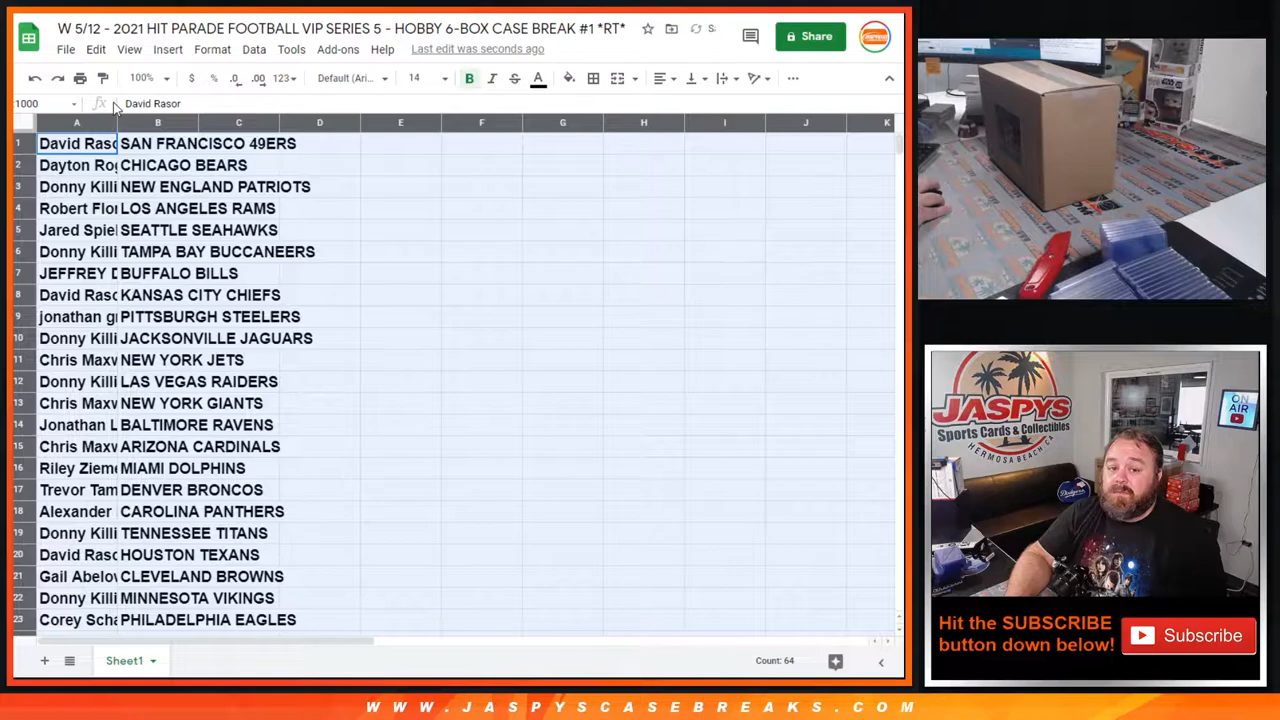 W 5/12 - 2021 HIT PARADE FOOTBALL VIP SERIES 5 - HOBBY 6-BOX CASE BREAK #1 *RT*
File Edit View Insert Format Data Tools Add-ons Help Last edit was seconds ago
Share
100% $ % .0 .00 123 Default (Ari... 14 B I S A
1000 fx David Rasor
A B C D E F G H I J K
1 David Raso SAN FRANCISCO 49ERS
2 Dayton Ro CHICAGO BEARS
3 Donny Killi NEW ENGLAND PATRIOTS
4 Robert Flo LOS ANGELES RAMS
5 Jared Spie SEATTLE SEAHAWKS
6 Donny Killi TAMPA BAY BUCCANEERS
7 JEFFREY BUFFALO BILLS
8 David Raso KANSAS CITY CHIEFS
9 jonathan g PITTSBURGH STEELERS
10 Donny Killi JACKSONVILLE JAGUARS
11 Chris Maxw NEW YORK JETS
12 Donny Killi LAS VEGAS RAIDERS
13 Chris Maxw NEW YORK GIANTS
14 Jonathan L BALTIMORE RAVENS
15 Chris Maxw ARIZONA CARDINALS
16 Riley Ziem MIAMI DOLPHINS
17 Trevor Tam DENVER BRONCOS
18 Alexander CAROLINA PANTHERS
19 Donny Killi TENNESSEE TITANS
20 David Raso HOUSTON TEXANS
21 Gail Abelov CLEVELAND BROWNS
22 Donny Killi MINNESOTA VIKINGS
23 Corey Scha PHILADELPHIA EAGLES
Sheet1
Count: 64
JASPYS
Sports Cards & Collectibles
HERMOSA BEACH CA
ON AIR
Dodgers
Hit the SUBSCRIBE
button down below!
Subscribe
WWW.JASPYSCASEBREAKS.COM